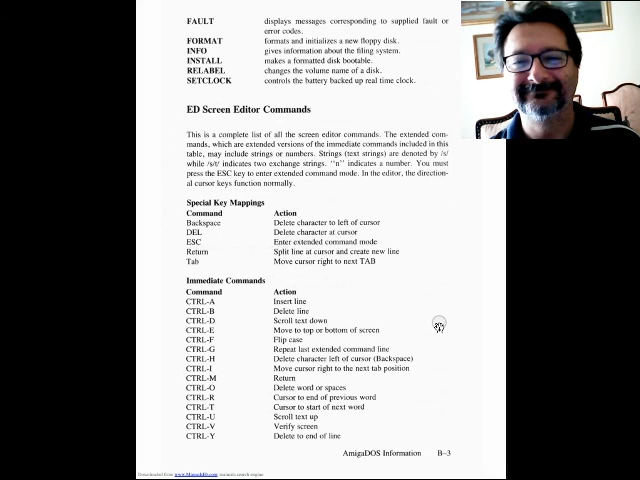 FAULT displays messages corresponding to supplied fault or
error codes.
FORMAT formats and initializes a new floppy disk.
INFO gives information about the filing system.
INSTALL makes a formatted disk bootable.
RELABEL changes the volume name of a disk.
SETCLOCK controls the battery backed up real time clock.
ED Screen Editor Commands
This is a complete list of all the screen editor commands. The extended com-
mands, which are extended versions of the immediate commands included in this
table, may include strings or numbers. Strings (text strings) are denoted by /s/
while /s/t/ indicates two exchange strings. "n" indicates a number. You must
press the ESC key to enter extended command mode. In the editor, the direction-
al cursor keys function normally.
Special Key Mappings
Command Action
Backspace Delete character to left of cursor
DEL Delete character at cursor
ESC Enter extended command mode
Return Split line at cursor and create new line
Tab Move cursor right to next TAB
Immediate Commands
Command Action
CTRL-A Insert line
CTRL-B Delete line
CTRL-D Scroll text down
CTRL-E Move to top or bottom of screen
CTRL-F Flip case
CTRL-G Repeat last extended command line
CTRL-H Delete character left of cursor (Backspace)
CTRL-I Move cursor right to the next tab position
CTRL-M Return
CTRL-O Delete word or spaces
CTRL-R Cursor to end of previous word
CTRL-T Cursor to start of next word
CTRL-U Scroll text up
CTRL-V Verify screen
CTRL-Y Delete to end of line
AmigaDOS Information B-3
Downloaded from www.Manualslib.com manuals search engine